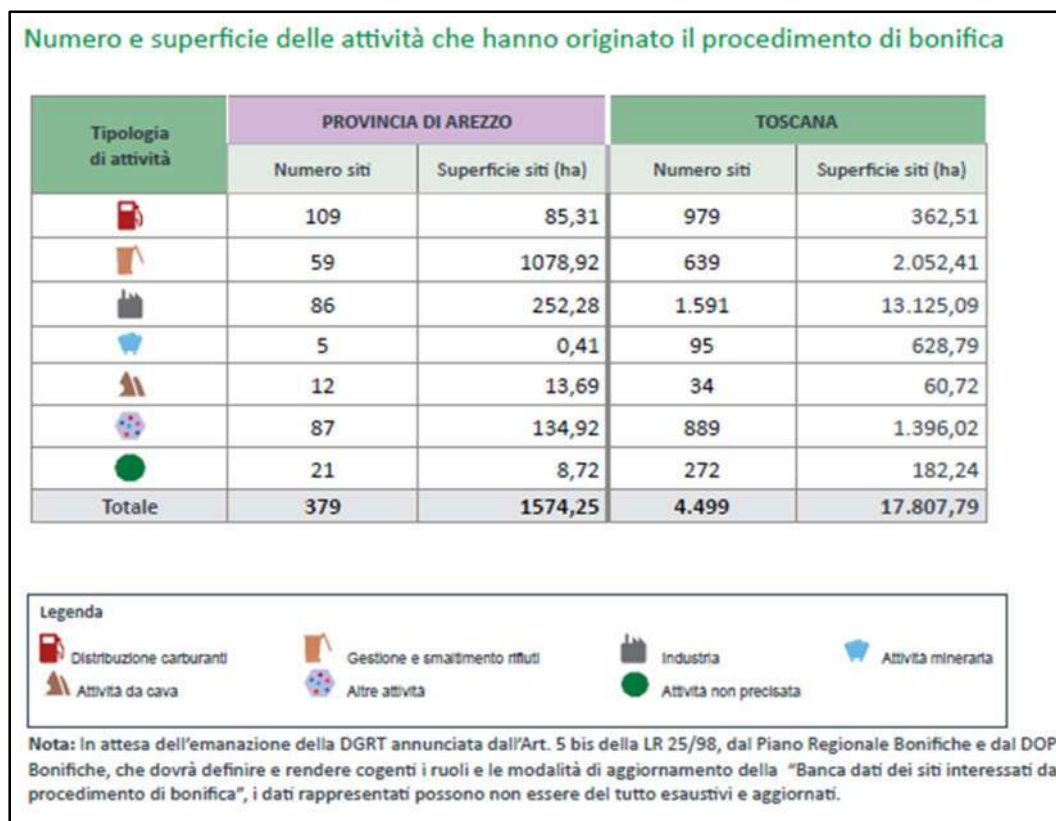 Numero e superficie delle attività che hanno originato il procedimento di bonifica
Tipologia di attività PROVINCIA DI AREZZO TOSCANA
Numero siti Superficie siti (ha) Numero siti Superficie siti (ha)
109 85,31 979 362,51
59 1078,92 639 2.052,41
86 252,28 1.591 13.125,09
5 0,41 95 628,79
12 13,69 34 60,72
87 134,92 889 1.396,02
21 8,72 272 182,24
Totale 379 1574,25 4.499 17.807,79
Legenda
Distribuzione carburanti Gestione e smaltimento rifiuti Industria Attività mineraria
Attività da cava Altre attività Attività non precisata
Nota: In attesa dell'emanazione della DGRT annunciata dall'Art. 5 bis della LR 25/98, dal Piano Regionale Bonifiche e dal DOP
Bonifiche, che dovrà definire e rendere cogenti i ruoli e le modalità di aggiornamento della "Banca dati dei siti interessati da
procedimento di bonifica", i dati rappresentati possono non essere del tutto esaustivi e aggiornati.